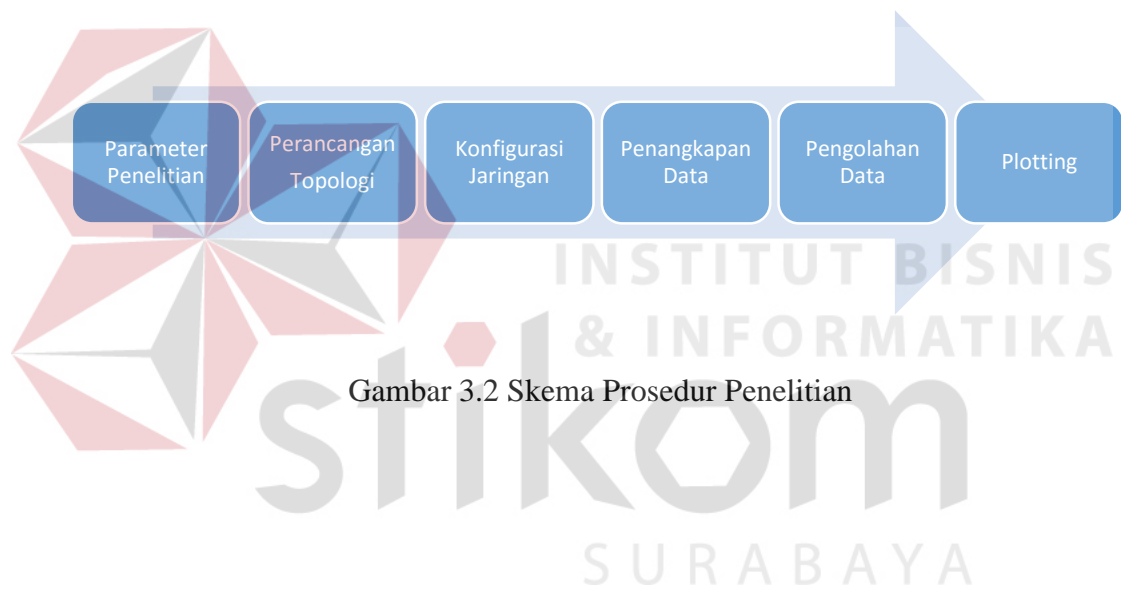 Parameter
Penelitian
Perancangan
Topologi
Konfigurasi
Jaringan
Penangkapan
Data
Pengolahan
Data
Plotting
INSTITUT BISNIS
& INFORMATIKA
Gambar 3.2 Skema Prosedur Penelitian
stikom
SURABAYA